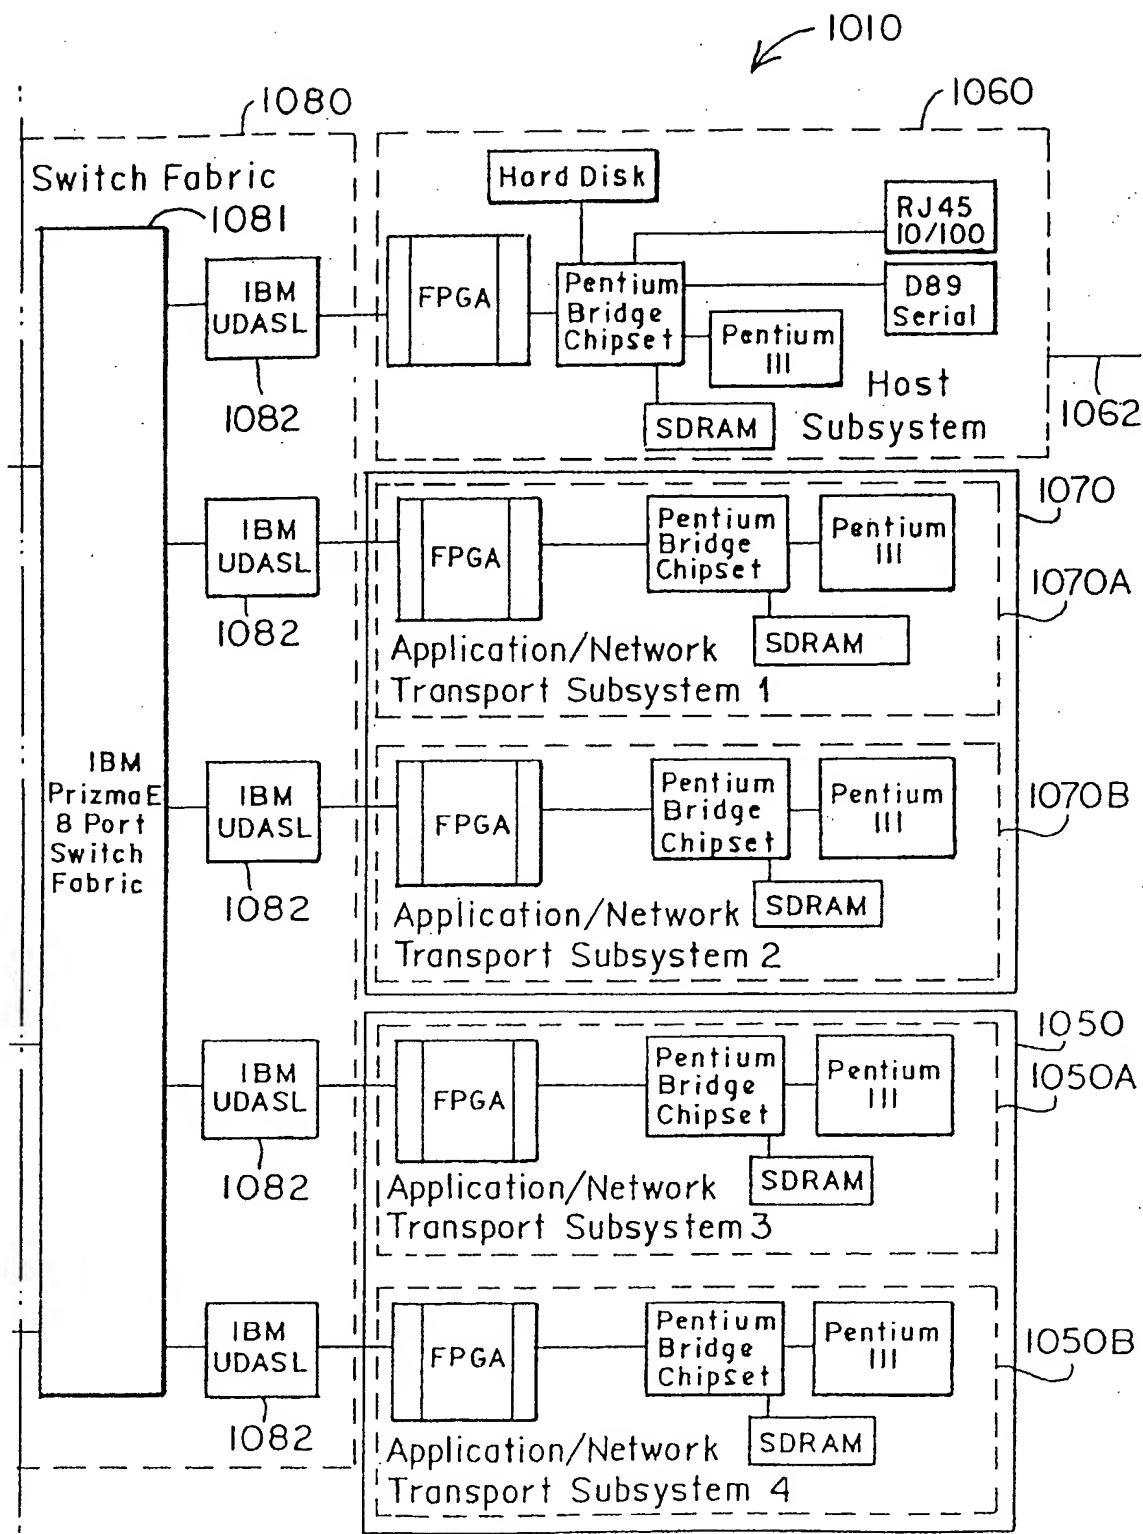 1010
1080
1060
Switch Fabric
1081
IBM
PrizmaE
8 Port
Switch
Fabric
IBM
UDASL
1082
Hard Disk
FPGA
Pentium
Bridge
Chipset
RJ45
10/100
D89
Serial
Pentium
III
SDRAM
Host
Subsystem
1062
IBM
UDASL
1082
FPGA
Pentium
Bridge
Chipset
Pentium
III
SDRAM
Application/Network
Transport Subsystem 1
1070
1070A
IBM
UDASL
1082
FPGA
Pentium
Bridge
Chipset
Pentium
III
SDRAM
Application/Network
Transport Subsystem 2
1070B
IBM
UDASL
1082
FPGA
Pentium
Bridge
Chipset
Pentium
III
SDRAM
Application/Network
Transport Subsystem 3
1050
1050A
IBM
UDASL
1082
FPGA
Pentium
Bridge
Chipset
Pentium
III
SDRAM
Application/Network
Transport Subsystem 4
1050B